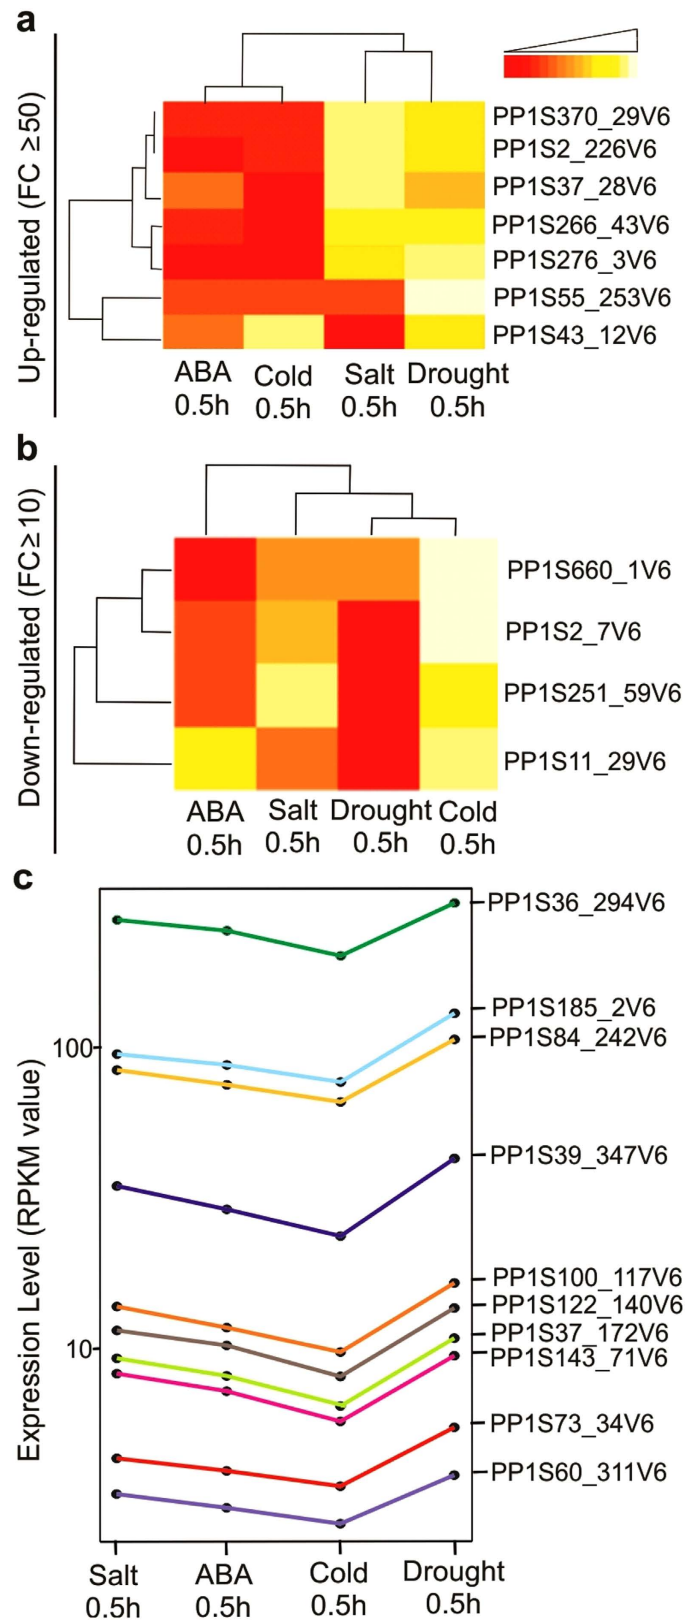 a
Up-regulated (FC ≥50)
PP1S370_29V6
PP1S2_226V6
PP1S37_28V6
PP1S266_43V6
PP1S276_3V6
PP1S55_253V6
PP1S43_12V6
ABA Cold Salt Drought
0.5h 0.5h 0.5h 0.5h
b
Down-regulated (FC≥10)
PP1S660_1V6
PP1S2_7V6
PP1S251_59V6
PP1S11_29V6
ABA Salt Drought Cold
0.5h 0.5h 0.5h 0.5h
c
Expression Level (RPKM value)
100
10
PP1S36_294V6
PP1S185_2V6
PP1S84_242V6
PP1S39_347V6
PP1S100_117V6
PP1S122_140V6
PP1S37_172V6
PP1S143_71V6
PP1S73_34V6
PP1S60_311V6
Salt ABA Cold Drought
0.5h 0.5h 0.5h 0.5h